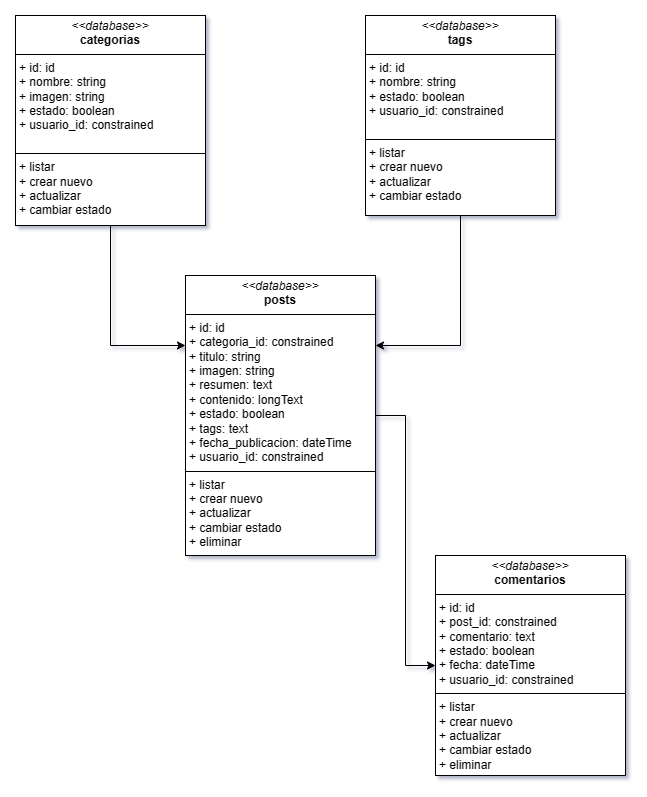 <<database>>
categorias
+ id: id
+ nombre: string
+ imagen: string
+ estado: boolean
+ usuario_id: constrained
+ listar
+ crear nuevo
+ actualizar
+ cambiar estado
<<database>>
tags
+ id: id
+ nombre: string
+ estado: boolean
+ usuario_id: constrained
+ listar
+ crear nuevo
+ actualizar
+ cambiar estado
<<database>>
posts
+ id: id
+ categoria_id: constrained
+ titulo: string
+ imagen: string
+ resumen: text
+ contenido: longText
+ estado: boolean
+ tags: text
+ fecha_publicacion: dateTime
+ usuario_id: constrained
+ listar
+ crear nuevo
+ actualizar
+ cambiar estado
+ eliminar
<<database>>
comentarios
+ id: id
+ post_id: constrained
+ comentario: text
+ estado: boolean
+ fecha: dateTime
+ usuario_id: constrained
+ listar
+ crear nuevo
+ actualizar
+ cambiar estado
+ eliminar